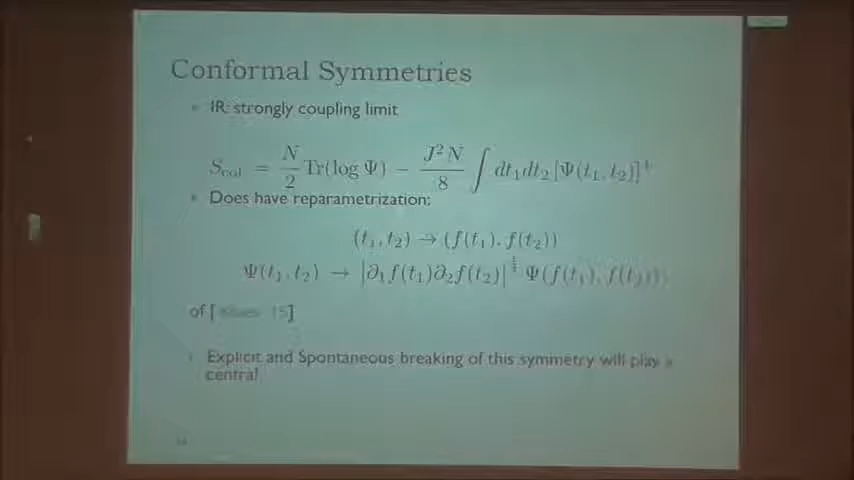 Conformal Symmetries
IR: strongly coupling limit
S_col = N/2 Tr(log Ψ) − J²N/8 ∫ dt₁dt₂[Ψ(t₁, t₂)]⁴
Does have reparametrization:
(t₁, t₂) → (f(t₁), f(t₂))
Ψ(t₁, t₂) → |∂₁f(t₁)∂₂f(t₂)| Ψ(f(t₁), f(t₂))
of [ 15]
Explicit and Spontaneous breaking of this symmetry will play a
central